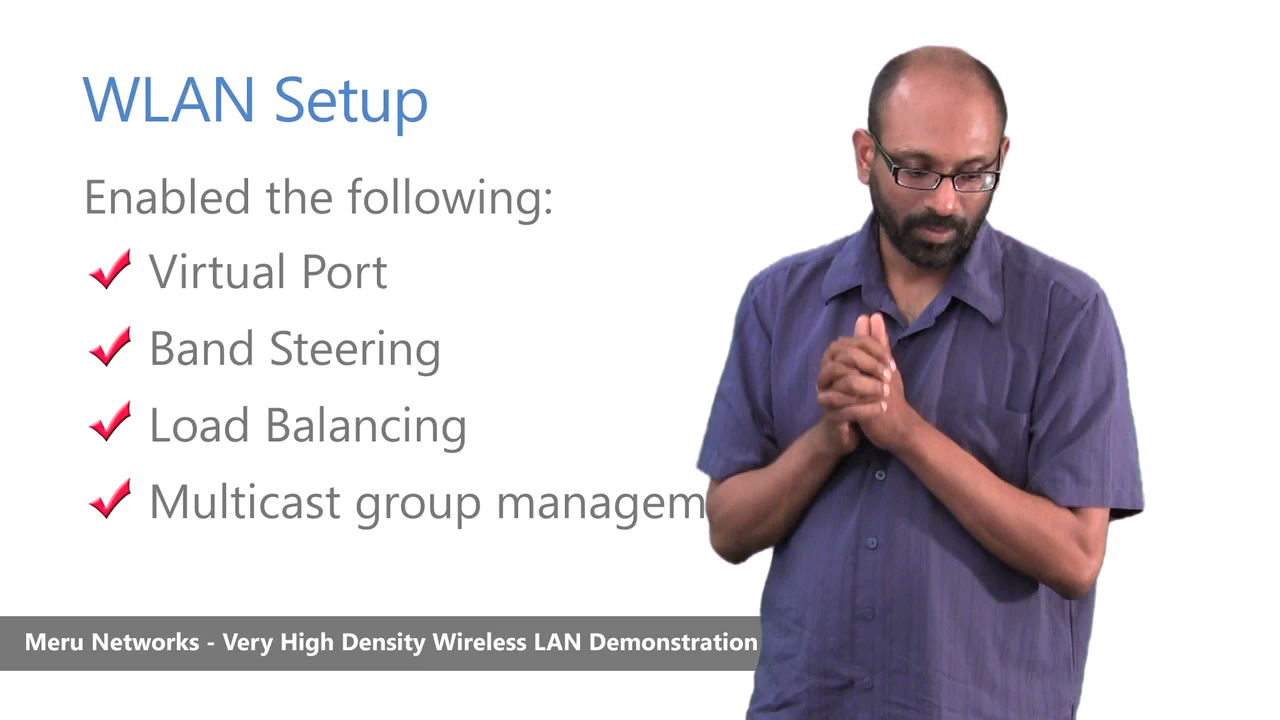 WLAN Setup
Enabled the following:
Virtual Port
Band Steering
Load Balancing
Multicast group managem
Meru Networks - Very High Density Wireless LAN Demonstration